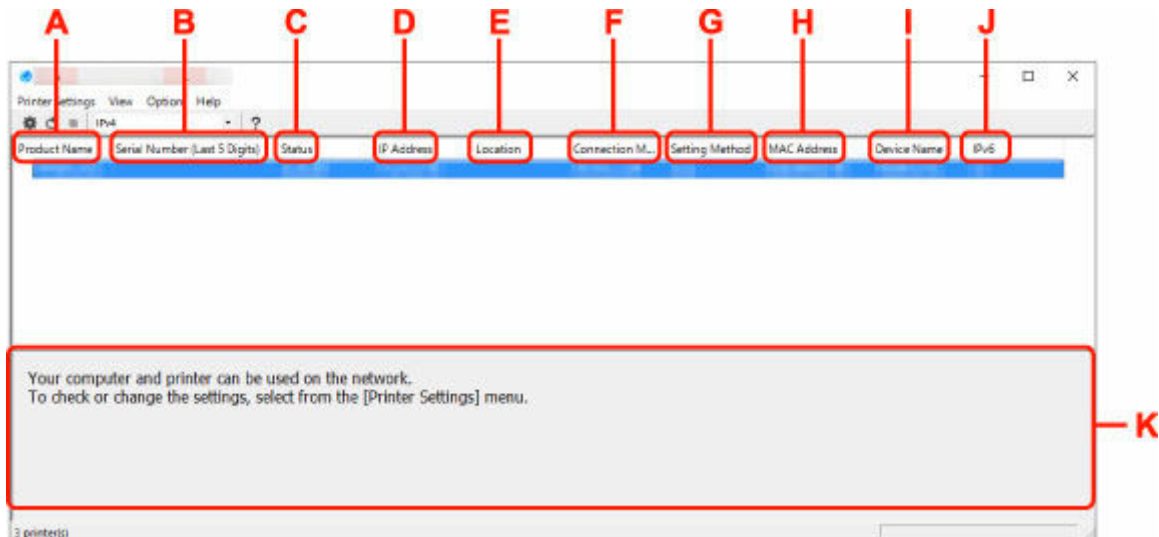 A B C D E F G H I J
Printer Settings View Option Help
IPv4 ?
Product Name Serial Number (Last 5 Digits) Status IP Address Location Connection M... Setting Method MAC Address Device Name IPv6
Your computer and printer can be used on the network.
To check or change the settings, select from the [Printer Settings] menu.
K
3 printer(s)